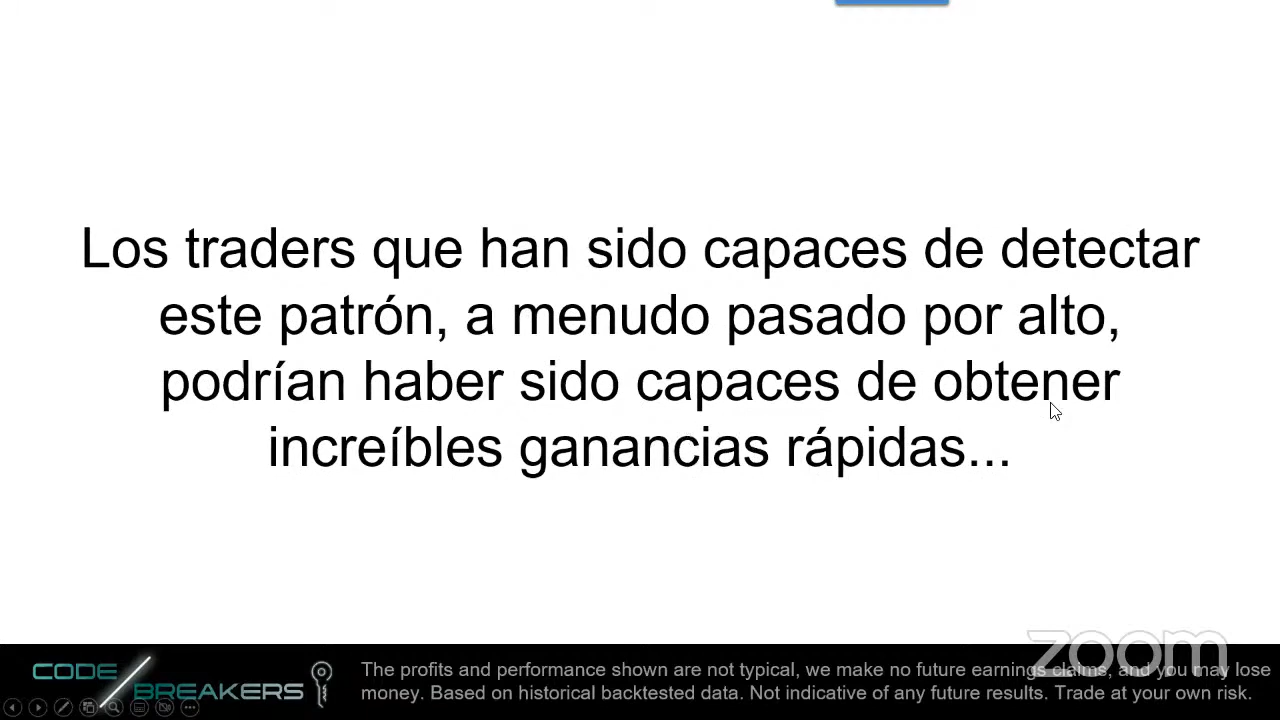 Los traders que han sido capaces de detectar
este patrón, a menudo pasado por alto,
podrían haber sido capaces de obtener
increíbles ganancias rápidas...
zoom
CODE
BREAKERS
The profits and performance shown are not typical, we make no future earnings claims, and you may lose
money. Based on historical backtested data. Not indicative of any future results. Trade at your own risk.